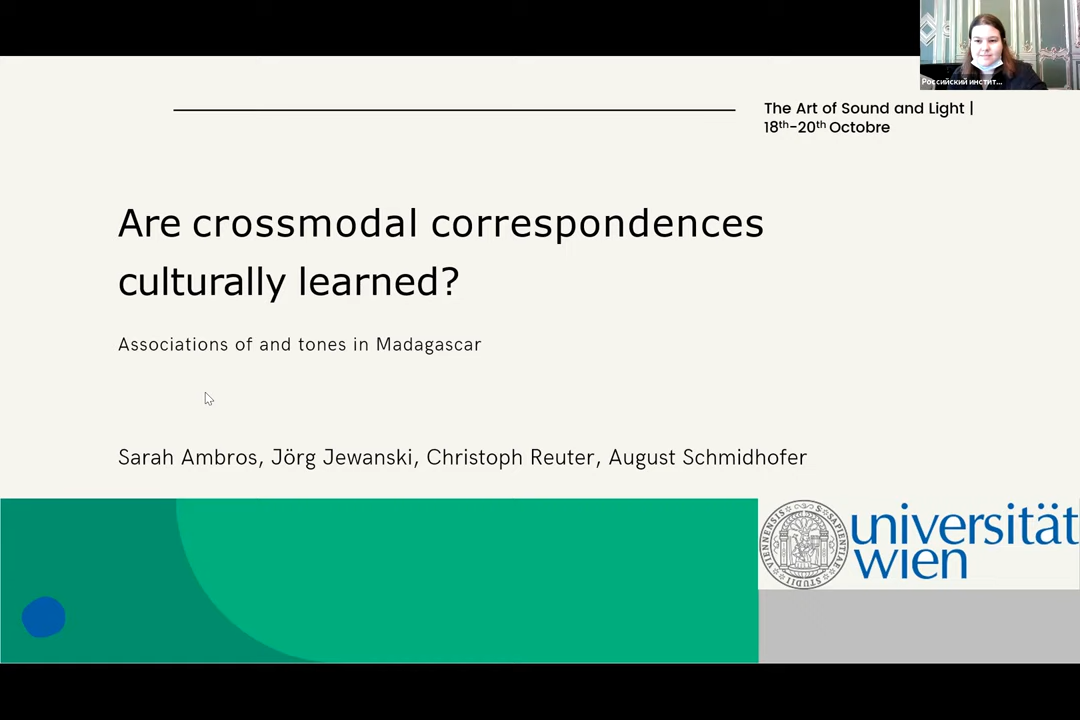 Российский инстит...
The Art of Sound and Light |
18th-20th Octobre
Are crossmodal correspondences
culturally learned?
Associations of and tones in Madagascar
Sarah Ambros, Jörg Jewanski, Christoph Reuter, August Schmidhofer
universität
wien